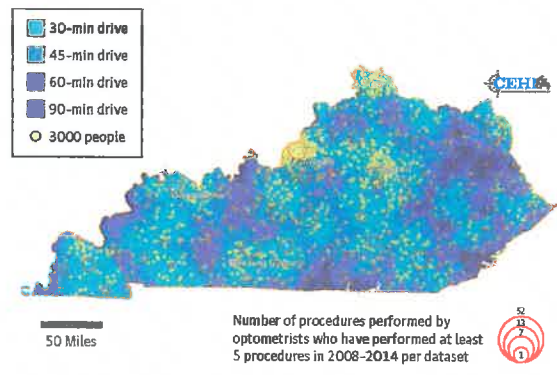 30-min drive
45-min drive
60-min drive
90-min drive
3000 people
CEHI
50 Miles
Number of procedures performed by
optometrists who have performed at least
5 procedures in 2008-2014 per dataset
52
13
7
1